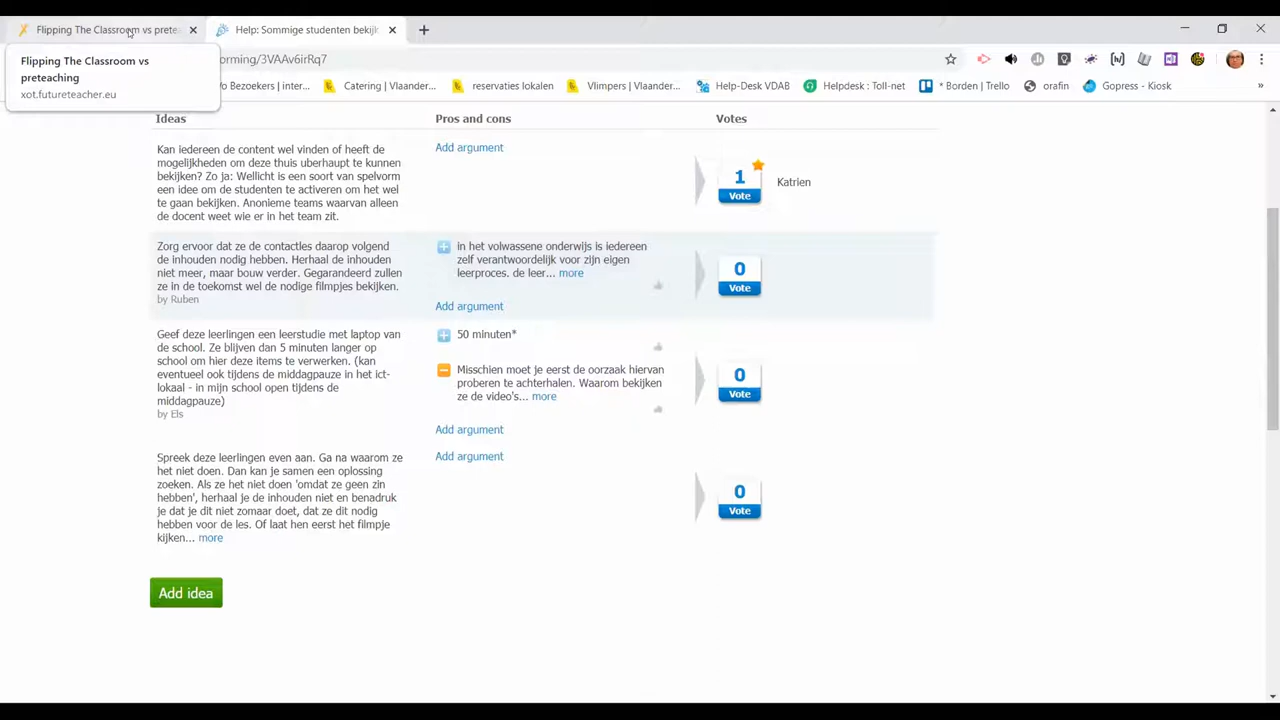 Flipping The Classroom vs prete
Help: Sommige studenten bekijk
Flipping The Classroom vs
preteaching
xot.futureteacher.eu
orming/3VAAv6irRq7
o Bezoekers | inter...
Catering | Vlaander...
reservaties lokalen
Vlimpers | Vlaander...
Help-Desk VDAB
Helpdesk : Toll-net
* Borden | Trello
orafin
Gopress - Kiosk
»
Ideas
Pros and cons
Votes
Kan iedereen de content wel vinden of heeft de
mogelijkheden om deze thuis uberhaupt te kunnen
bekijken? Zo ja: Wellicht is een soort van spelvorm
een idee om de studenten te activeren om het wel
te gaan bekijken. Anonieme teams waarvan alleen
de docent weet wie er in het team zit.
Add argument
1
Vote
Katrien
Zorg ervoor dat ze de contactles daarop volgend
de inhouden nodig hebben. Herhaal de inhouden
niet meer, maar bouw verder. Gegarandeerd zullen
ze in de toekomst wel de nodige filmpjes bekijken.
by Ruben
in het volwassene onderwijs is iedereen
zelf verantwoordelijk voor zijn eigen
leerproces. de leer... more
Add argument
0
Vote
Geef deze leerlingen een leerstudie met laptop van
de school. Ze blijven dan 5 minuten langer op
school om hier deze items te verwerken. (kan
eventueel ook tijdens de middagpauze in het ict-
lokaal - in mijn school open tijdens de
middagpauze)
by Els
50 minuten*
Misschien moet je eerst de oorzaak hiervan
proberen te achterhalen. Waarom bekijken
ze de video's... more
Add argument
0
Vote
Spreek deze leerlingen even aan. Ga na waarom ze
het niet doen. Dan kan je samen een oplossing
zoeken. Als ze het niet doen 'omdat ze geen zin
hebben', herhaal je de inhouden niet en benadruk
je dat je dit niet zomaar doet, dat ze dit nodig
hebben voor de les. Of laat hen eerst het filmpje
kijken... more
Add argument
0
Vote
Add idea